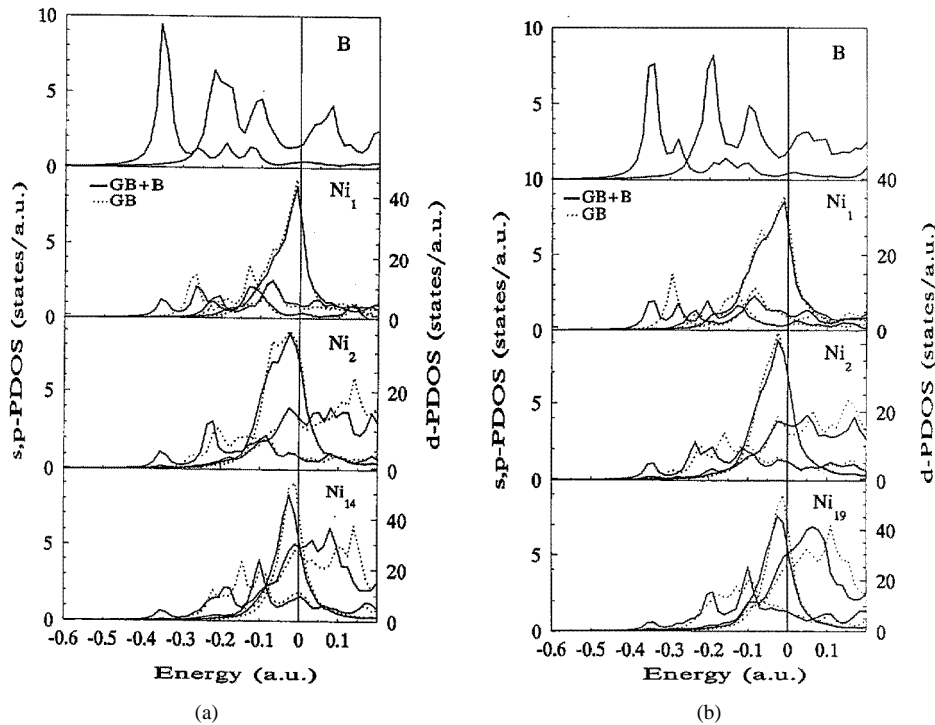 10
5
0
B
s,p-PDOS (states/a.u.)
GB+B
GB
Ni1
5
0
40
20
0
Ni2
5
0
20
0
Ni14
5
0
40
20
0
d-PDOS (states/a.u.)
-0.6 -0.5 -0.4 -0.3 -0.2 -0.1 0 0.1
Energy (a.u.)
(a)
10
5
10
B
s,p-PDOS (states/a.u.)
GB+B
GB
Ni1
5
0
40
20
0
Ni2
5
0
20
0
Ni19
5
0
40
20
0
d-PDOS (states/a.u.)
-0.6 -0.5 -0.4 -0.3 -0.2 -0.1 0 0.1
Energy (a.u.)
(b)